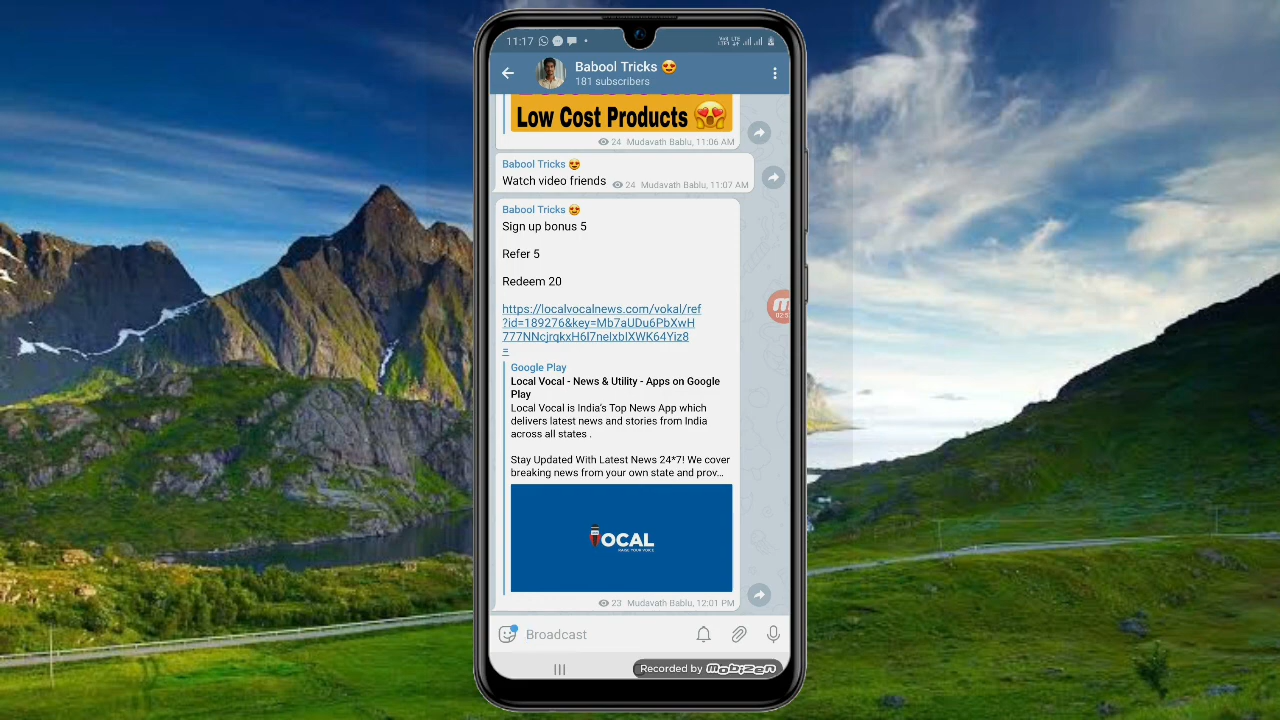 11:17
Babool Tricks 😍
181 subscribers
Low Cost Products 😍
24 Mudavath Bablu, 11:06 AM
Babool Tricks 😍
Watch video friends 24 Mudavath Bablu, 11:07 AM
Babool Tricks 😍
Sign up bonus 5
Refer 5
Redeem 20
https://localvocalnews.com/vokal/ref
?id=189276&key=Mb7aUDu6PbXwH
777NNcjrqkxH6I7neIxbIXWK64Yiz8
=
Google Play
Local Vocal - News & Utility - Apps on Google
Play
Local Vocal is India's Top News App which
delivers latest news and stories from India
across all states .
Stay Updated With Latest News 24*7! We cover
breaking news from your own state and prov...
LOCAL
RAISE YOUR VOICE
23 Mudavath Bablu, 12:01 PM
Broadcast
Recorded by mobizen